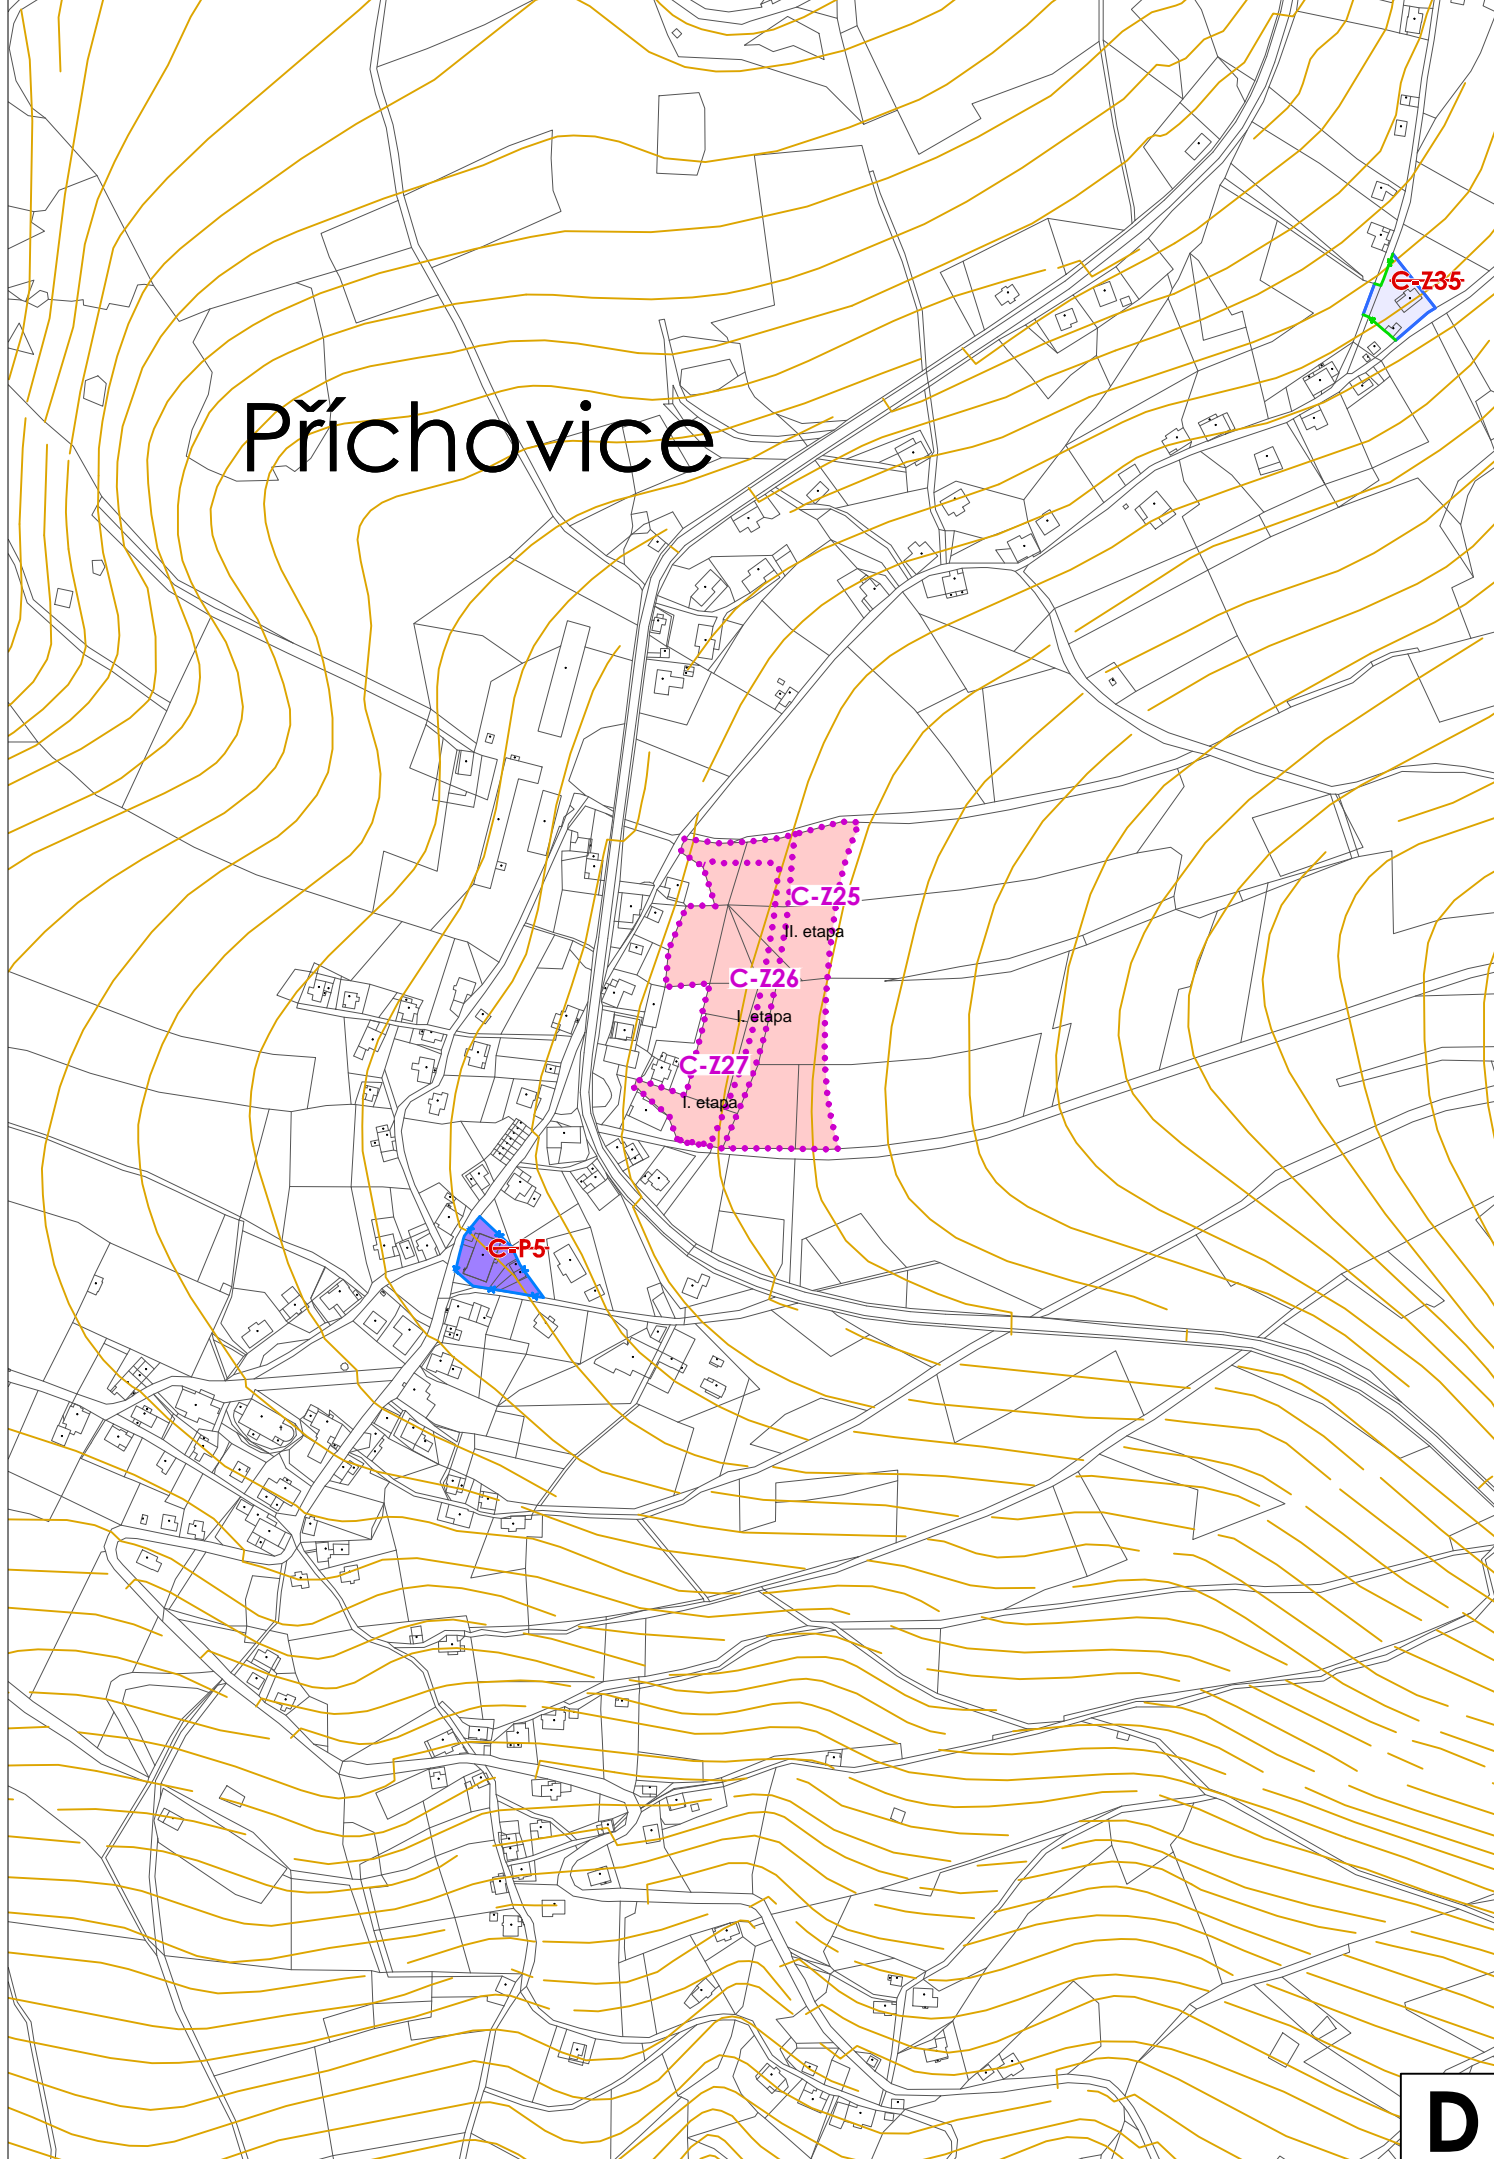 C-Z35
Příchovice
C-Z25
II. etapa
C-Z26
I. etapa
C-Z27
I. etapa
C-P5
D